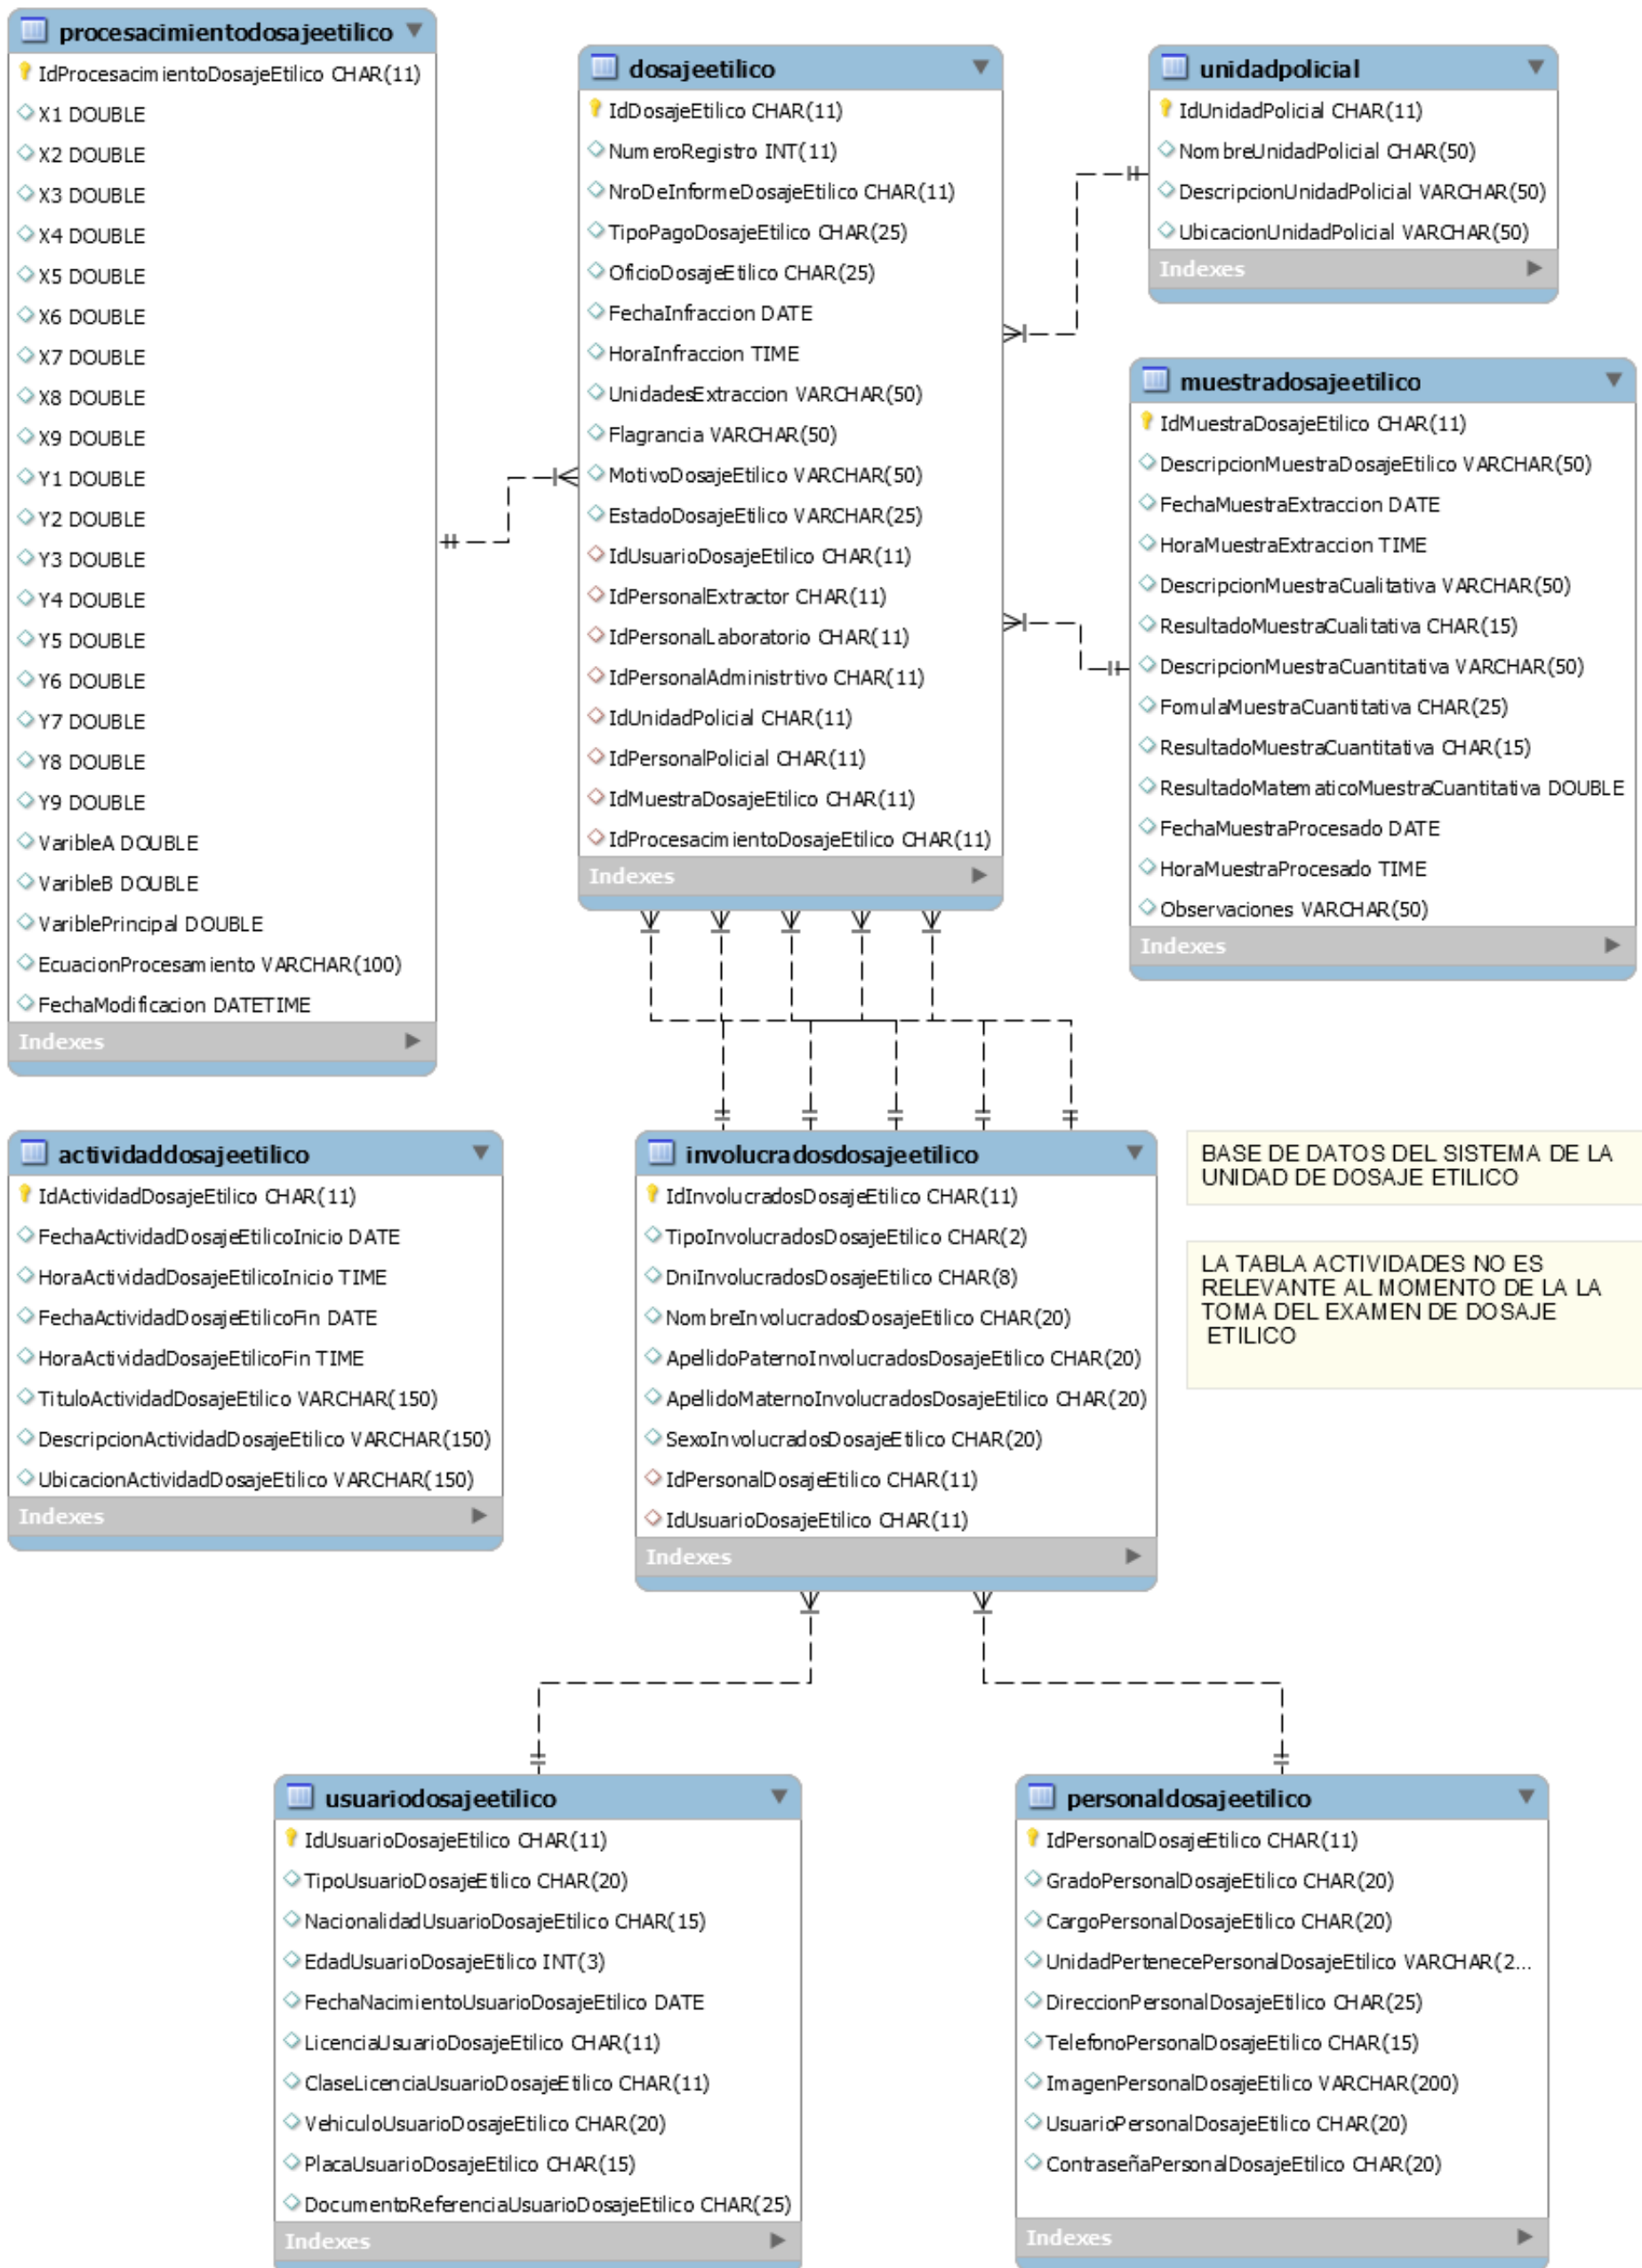 procesacimientodosajeetilico
IdProcesacimientoDosajeEtilico CHAR(11)
X1 DOUBLE
X2 DOUBLE
X3 DOUBLE
X4 DOUBLE
X5 DOUBLE
X6 DOUBLE
X7 DOUBLE
X8 DOUBLE
X9 DOUBLE
Y1 DOUBLE
Y2 DOUBLE
Y3 DOUBLE
Y4 DOUBLE
Y5 DOUBLE
Y6 DOUBLE
Y7 DOUBLE
Y8 DOUBLE
Y9 DOUBLE
VaribleA DOUBLE
VaribleB DOUBLE
VariblePrincipal DOUBLE
EcuacionProcesamiento VARCHAR(100)
FechaModificacion DATETIME
Indexes
dosajeetilico
IdDosajeEtilico CHAR(11)
NumeroRegistro INT(11)
NroDeInformeDosajeEtilico CHAR(11)
TipoPagoDosajeEtilico CHAR(25)
OficioDosajeEtilico CHAR(25)
FechaInfraccion DATE
HoraInfraccion TIME
UnidadesExtraccion VARCHAR(50)
Flagrancia VARCHAR(50)
MotivoDosajeEtilico VARCHAR(50)
EstadoDosajeEtilico VARCHAR(25)
IdUsuarioDosajeEtilico CHAR(11)
IdPersonalExtractor CHAR(11)
IdPersonalLaboratorio CHAR(11)
IdPersonalAdministrtivo CHAR(11)
IdUnidadPolicial CHAR(11)
IdPersonalPolicial CHAR(11)
IdMuestraDosajeEtilico CHAR(11)
IdProcesacimientoDosajeEtilico CHAR(11)
Indexes
unidadpolicial
IdUnidadPolicial CHAR(11)
NombreUnidadPolicial CHAR(50)
DescripcionUnidadPolicial VARCHAR(50)
UbicacionUnidadPolicial VARCHAR(50)
Indexes
muestradosajeetilico
IdMuestraDosajeEtilico CHAR(11)
DescripcionMuestraDosajeEtilico VARCHAR(50)
FechaMuestraExtraccion DATE
HoraMuestraExtraccion TIME
DescripcionMuestraCualitativa VARCHAR(50)
ResultadoMuestraCualitativa CHAR(15)
DescripcionMuestraCuantitativa VARCHAR(50)
FomulaMuestraCuantitativa CHAR(25)
ResultadoMuestraCuantitativa CHAR(15)
ResultadoMatematicoMuestraCuantitativa DOUBLE
FechaMuestraProcesado DATE
HoraMuestraProcesado TIME
Observaciones VARCHAR(50)
Indexes
actividaddosajeetilico
IdActividadDosajeEtilico CHAR(11)
FechaActividadDosajeEtilicoInicio DATE
HoraActividadDosajeEtilicoInicio TIME
FechaActividadDosajeEtilicoFin DATE
HoraActividadDosajeEtilicoFin TIME
TituloActividadDosajeEtilico VARCHAR(150)
DescripcionActividadDosajeEtilico VARCHAR(150)
UbicacionActividadDosajeEtilico VARCHAR(150)
Indexes
involucradosdosajeetilico
IdInvolucradosDosajeEtilico CHAR(11)
TipoInvolucradosDosajeEtilico CHAR(2)
DniInvolucradosDosajeEtilico CHAR(8)
NombreInvolucradosDosajeEtilico CHAR(20)
ApellidoPaternoInvolucradosDosajeEtilico CHAR(20)
ApellidoMaternoInvolucradosDosajeEtilico CHAR(20)
SexoInvolucradosDosajeEtilico CHAR(20)
IdPersonalDosajeEtilico CHAR(11)
IdUsuarioDosajeEtilico CHAR(11)
Indexes
BASE DE DATOS DEL SISTEMA DE LA
UNIDAD DE DOSAJE ETILICO
LA TABLA ACTIVIDADES NO ES
RELEVANTE AL MOMENTO DE LA LA
TOMA DEL EXAMEN DE DOSAJE
ETILICO
usuariodosajeetilico
IdUsuarioDosajeEtilico CHAR(11)
TipoUsuarioDosajeEtilico CHAR(20)
NacionalidadUsuarioDosajeEtilico CHAR(15)
EdadUsuarioDosajeEtilico INT(3)
FechaNacimientoUsuarioDosajeEtilico DATE
LicenciaUsuarioDosajeEtilico CHAR(11)
ClaseLicenciaUsuarioDosajeEtilico CHAR(11)
VehiculoUsuarioDosajeEtilico CHAR(20)
PlacaUsuarioDosajeEtilico CHAR(15)
DocumentoReferenciaUsuarioDosajeEtilico CHAR(25)
Indexes
personaldosajeetilico
IdPersonalDosajeEtilico CHAR(11)
GradoPersonalDosajeEtilico CHAR(20)
CargoPersonalDosajeEtilico CHAR(20)
UnidadPertenecePersonalDosajeEtilico VARCHAR(2...
DireccionPersonalDosajeEtilico CHAR(25)
TelefonoPersonalDosajeEtilico CHAR(15)
ImagenPersonalDosajeEtilico VARCHAR(200)
UsuarioPersonalDosajeEtilico CHAR(20)
ContraseñaPersonalDosajeEtilico CHAR(20)
Indexes